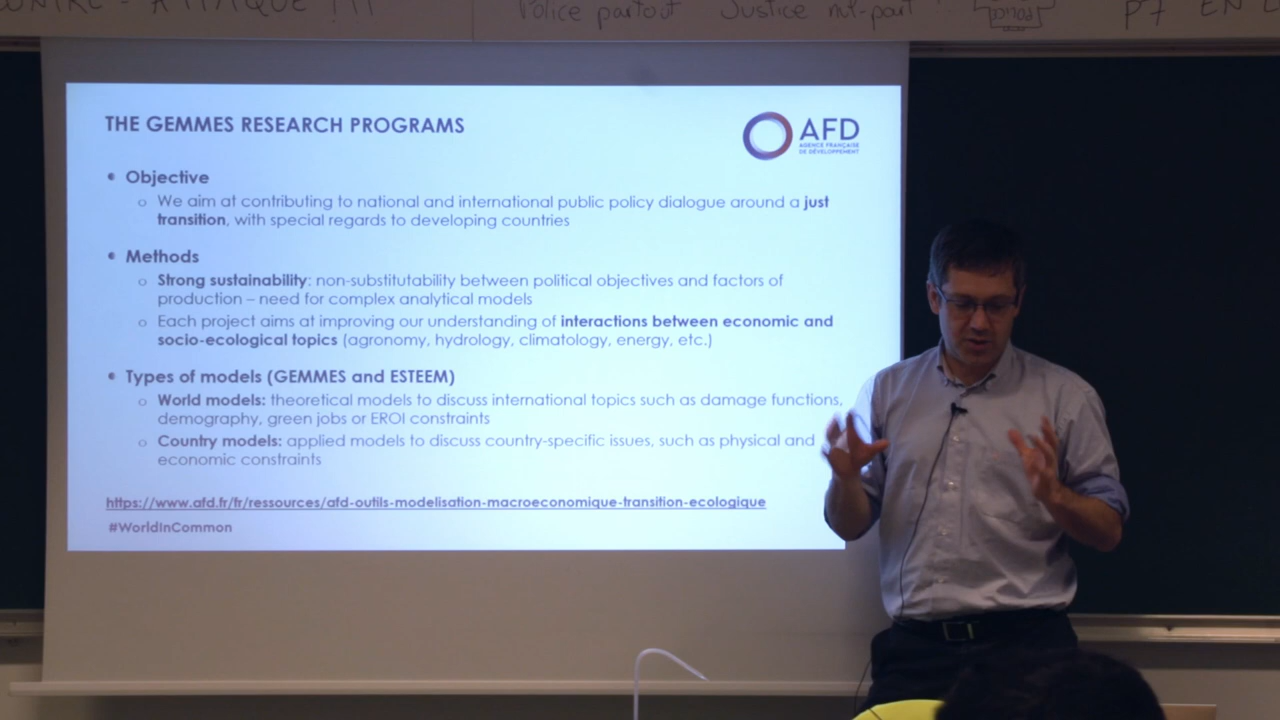 CONTRE - ATTAQUE !!!
Police partout Justice nul-part
POLICE
P7 EN L
THE GEMMES RESEARCH PROGRAMS
AFD
AGENCE FRANÇAISE
DE DÉVELOPPEMENT
• Objective
o We aim at contributing to national and international public policy dialogue around a just
transition, with special regards to developing countries
• Methods
o Strong sustainability: non-substitutability between political objectives and factors of
production – need for complex analytical models
o Each project aims at improving our understanding of interactions between economic and
socio-ecological topics (agronomy, hydrology, climatology, energy, etc.)
• Types of models (GEMMES and ESTEEM)
o World models: theoretical models to discuss international topics such as damage functions,
demography, green jobs or EROI constraints
o Country models: applied models to discuss country-specific issues, such as physical and
economic constraints
https://www.afd.fr/fr/ressources/afd-outils-modelisation-macroeconomique-transition-ecologique
#WorldInCommon